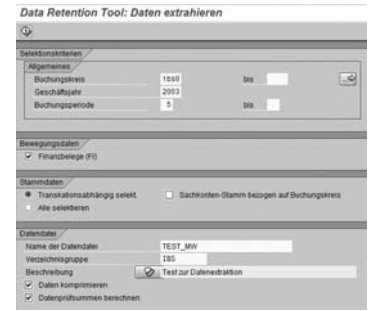 Data Retention Tool: Daten extrahieren
Selektionskriterien
Allgemeines
Buchungskreis 1bs0 bis
Geschäftsjahr 2003
Buchungsperiode 5 bis
Bewegungsdaten
Finanzbelege (FI)
Stammdaten
Transkationsabhängig selekt. Sachkonten-Stamm bezogen auf Buchungskreis
Alle selektieren
Datendatei
Name der Datendatei TEST_MW
Verzeichnisgruppe IBS
Beschreibung Test zur Datenextraktion
Daten komprimieren
Datenprüfsummen berechnen